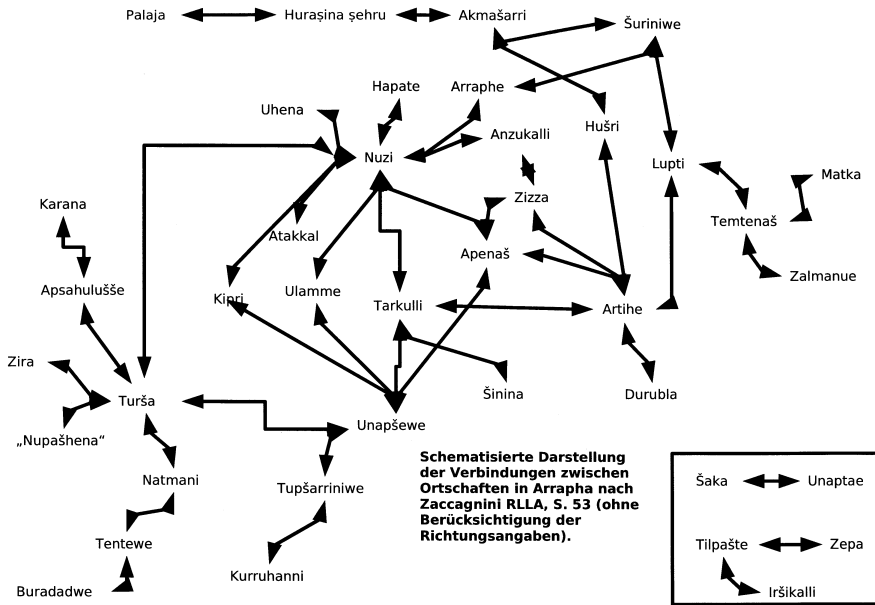 Palaja
Hurașina șehru
Akmašarri
Šuriniwe
Hapate
Arraphe
Uhena
Anzukalli
Hušri
Nuzi
Lupti
Matka
Karana
Zizza
Temtenaš
Atakkal
Apenaš
Apsahulušše
Zalmanue
Kipri
Ulamme
Tarkulli
Artihe
Zira
Turša
Šinina
Durubla
„Nupašhena“
Unapšewe
Schematisierte Darstellung
der Verbindungen zwischen
Ortschaften in Arrapha nach
Zaccagnini RLLA, S. 53 (ohne
Berücksichtigung der
Richtungsangaben).
Natmani
Tupšarriniwe
Šaka
Unaptae
Tentewe
Tilpašte
Zepa
Kurruhanni
Buradadwe
Iršikalli